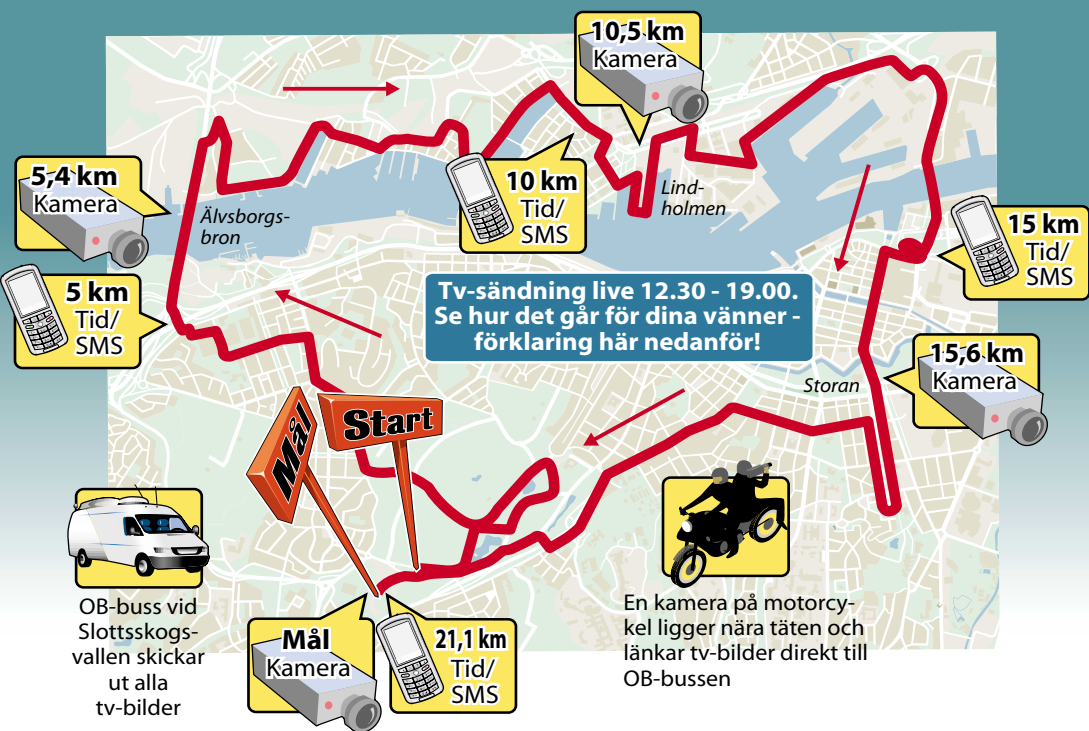 10,5 km
Kamera
5,4 km
Kamera
Älvsborgs-
bron
10 km
Tid/
SMS
Lind-
holmen
15 km
Tid/
SMS
5 km
Tid/
SMS
Tv-sändning live 12.30 - 19.00.
Se hur det går för dina vänner -
förklaring här nedanför!
15,6 km
Kamera
Storan
Mål
Start
OB-buss vid
Slottsskogs-
vallen skickar
ut alla
tv-bilder
Mål
Kamera
21,1 km
Tid/
SMS
En kamera på motorcy-
kel ligger nära täten och
länkar tv-bilder direkt till
OB-bussen